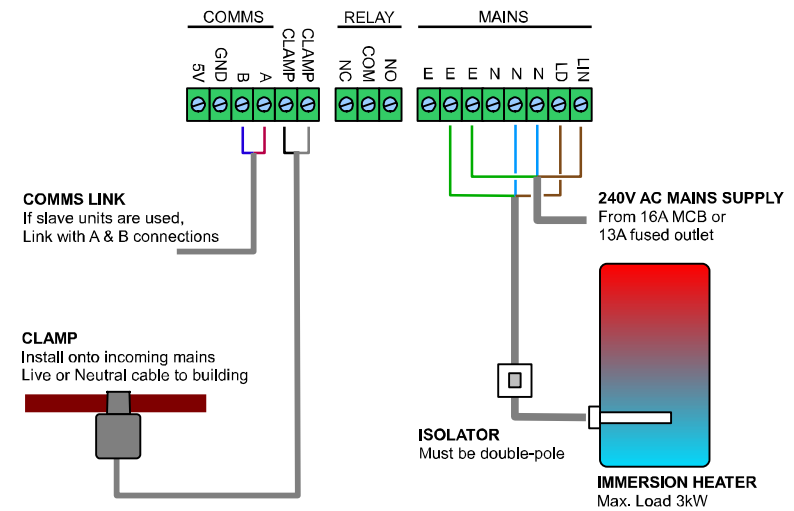 COMMS
RELAY
MAINS
5V
GND
B
A
CLAMP
CLAMP
NC
COM
NO
E
E
E
N
N
N
LD
LIN
COMMS LINK
If slave units are used,
Link with A & B connections
240V AC MAINS SUPPLY
From 16A MCB or
13A fused outlet
CLAMP
Install onto incoming mains
Live or Neutral cable to building
ISOLATOR
Must be double-pole
IMMERSION HEATER
Max. Load 3kW